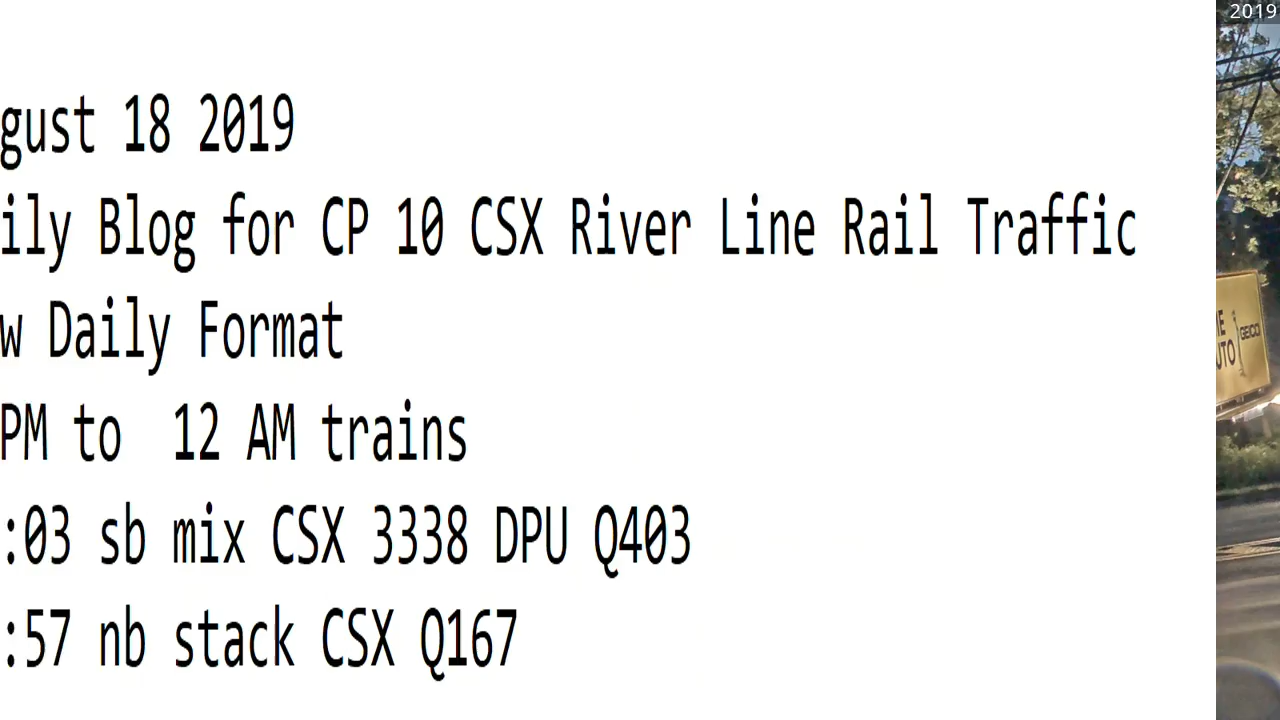 gust 18 2019
ily Blog for CP 10 CSX River Line Rail Traffic
w Daily Format
PM to  12 AM trains
:03 sb mix CSX 3338 DPU Q403
:57 nb stack CSX Q167
2019
GEICO